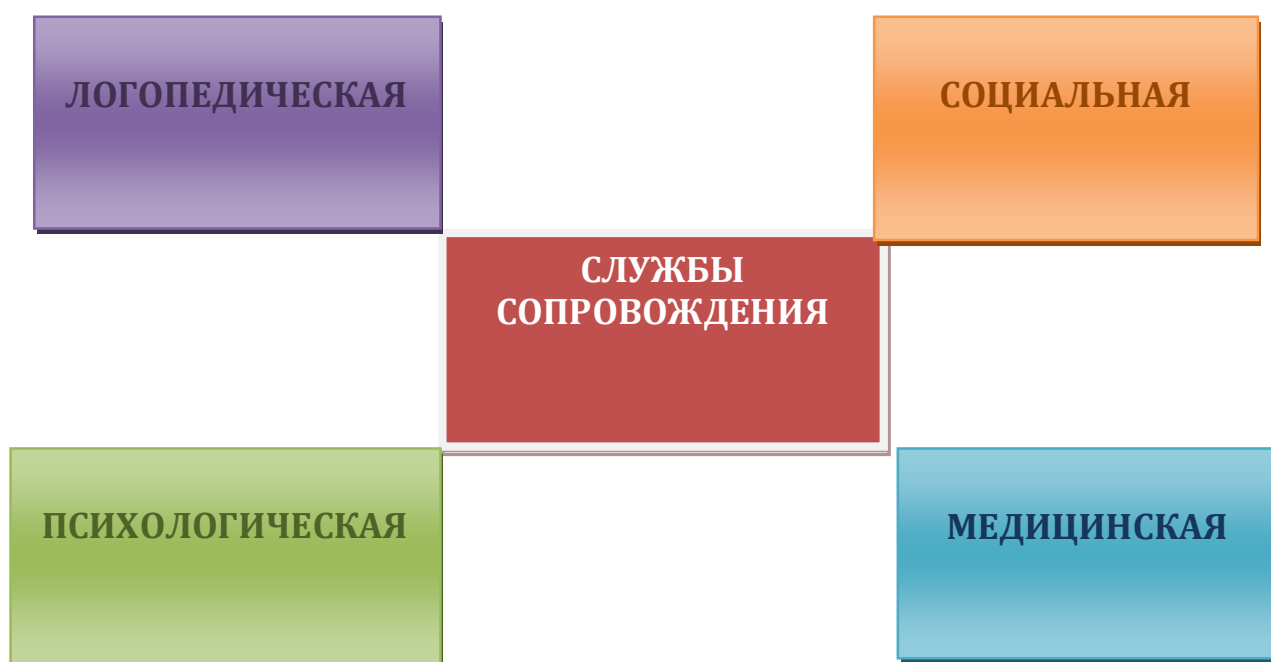 ЛОГОПЕДИЧЕСКАЯ
СОЦИАЛЬНАЯ
СЛУЖБЫ
СОПРОВОЖДЕНИЯ
ПСИХОЛОГИЧЕСКАЯ
МЕДИЦИНСКАЯ